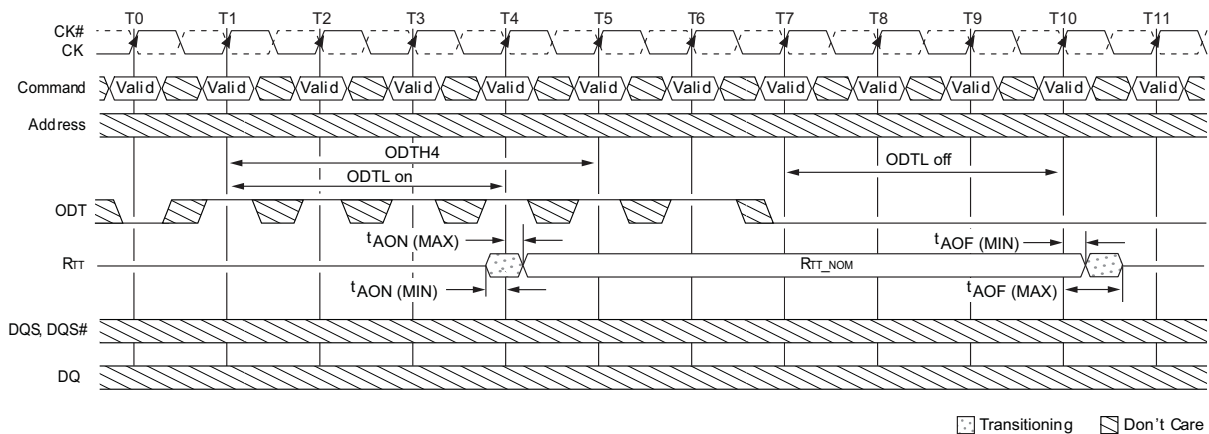 T0 T1 T2 T3 T4 T5 T6 T7 T8 T9 T10 T11
CK#
CK
Command Valid Valid Valid Valid Valid Valid Valid Valid Valid Valid Valid Valid
Address
ODTH4
ODTL on
ODTL off
ODT
tAON (MAX)
tAOF (MIN)
RTT
RTT_NOM
tAON (MIN)
tAOF (MAX)
DQS, DQS#
DQ
Transitioning Don't Care